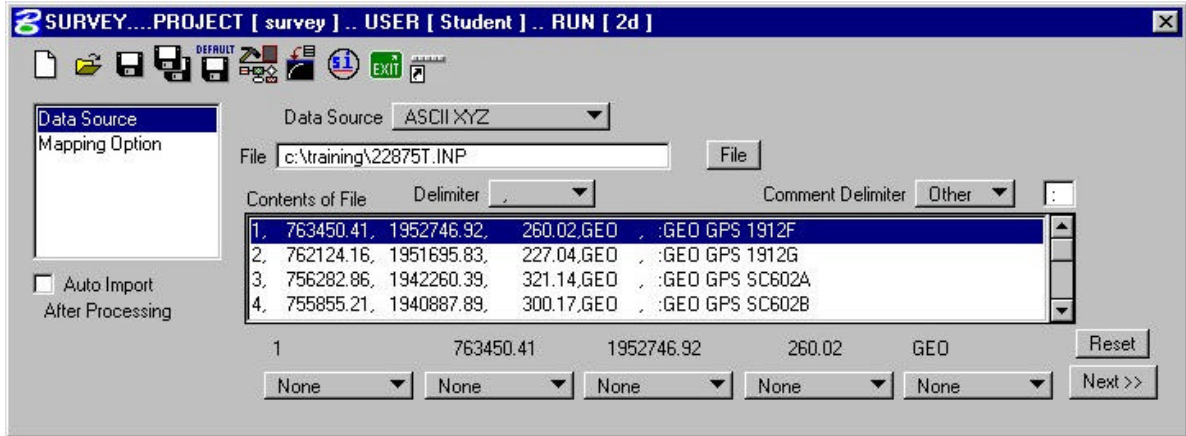 SURVEY....PROJECT [ survey ] .. USER [ Student ] .. RUN [ 2d ]
DEFAULT
si
EXIT
Data Source
Mapping Option
Data Source ASCII XYZ
File c:\training\22875T.INP File
Contents of File Delimiter , Comment Delimiter Other :
1, 763450.41, 1952746.92, 260.02,GEO , :GEO GPS 1912F
2, 762124.16, 1951695.83, 227.04,GEO , :GEO GPS 1912G
3, 756282.86, 1942260.39, 321.14,GEO , :GEO GPS SC602A
4, 755855.21, 1940887.89, 300.17,GEO , :GEO GPS SC602B
Auto Import
After Processing
1 763450.41 1952746.92 260.02 GEO Reset
None None None None None Next >>